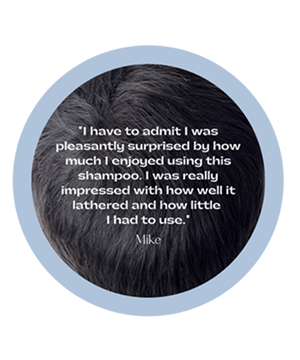 "I have to admit I was
pleasantly surprised by how
much I enjoyed using this
shampoo. I was really
impressed with how well it
lathered and how little
I had to use."
Mike